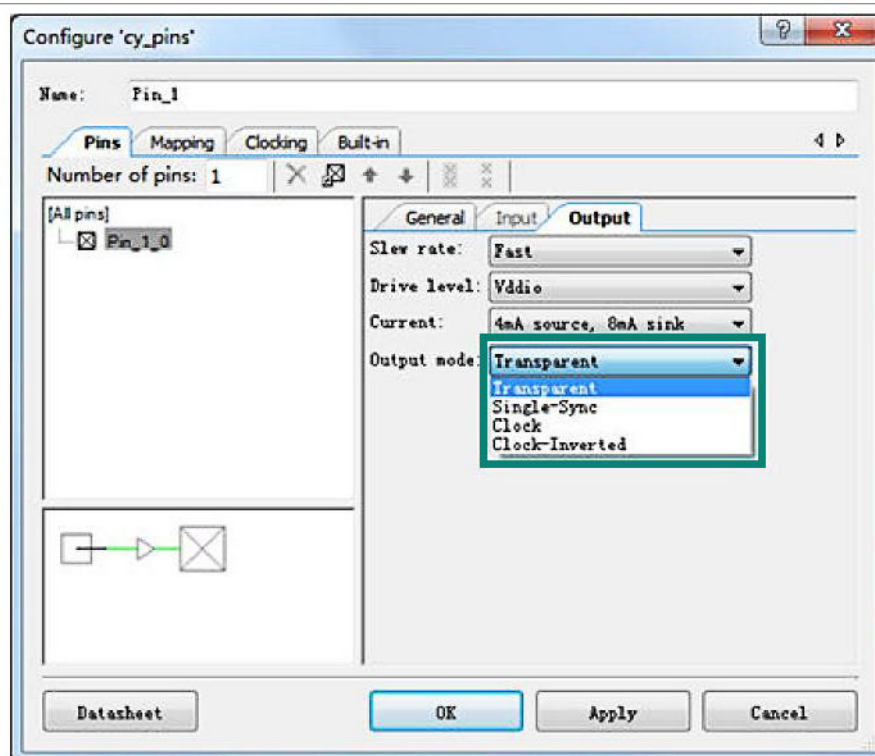 Configure 'cy_pins'
Name: Pin_1
Pins Mapping Clocking Built-in
Number of pins: 1
[All pins]
Pin_1_0
General Input Output
Slew rate: Fast
Drive level: Vddio
Current: 4mA source, 8mA sink
Output mode: Transparent
Transparent
Single-Sync
Clock
Clock-Inverted
Datasheet OK Apply Cancel